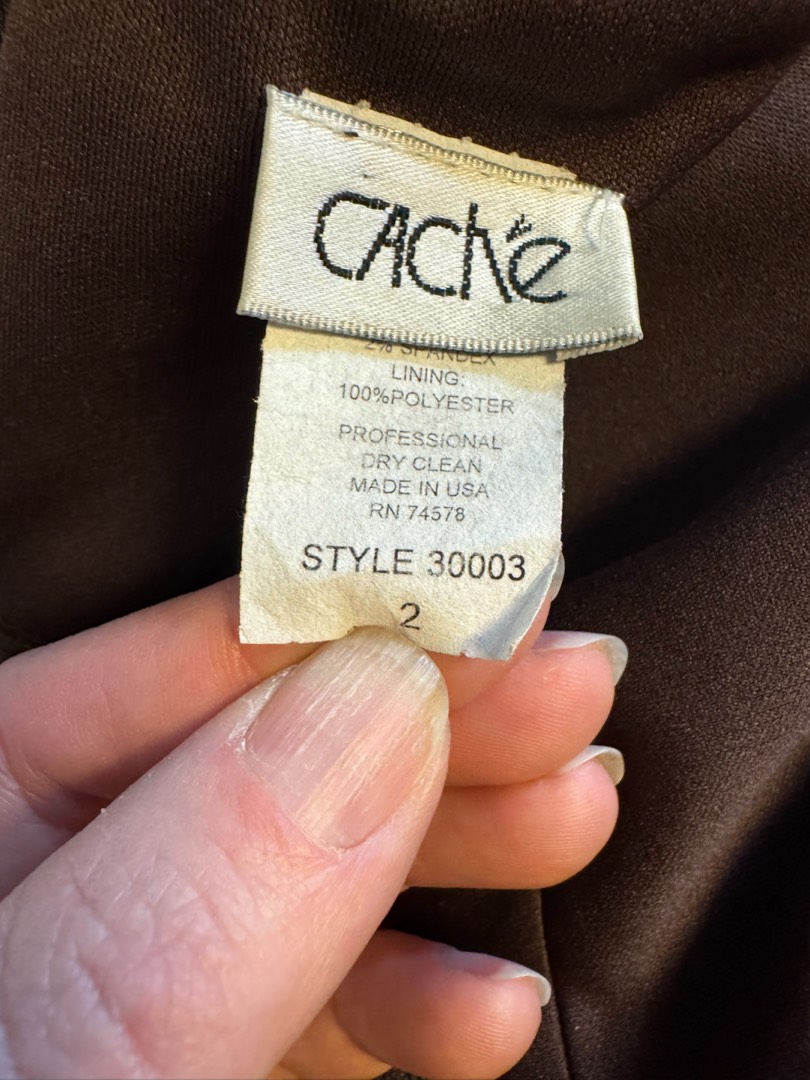 CAChé
2% SPANDEX
LINING:
100%POLYESTER
PROFESSIONAL
DRY CLEAN
MADE IN USA
RN 74578
STYLE 30003
2